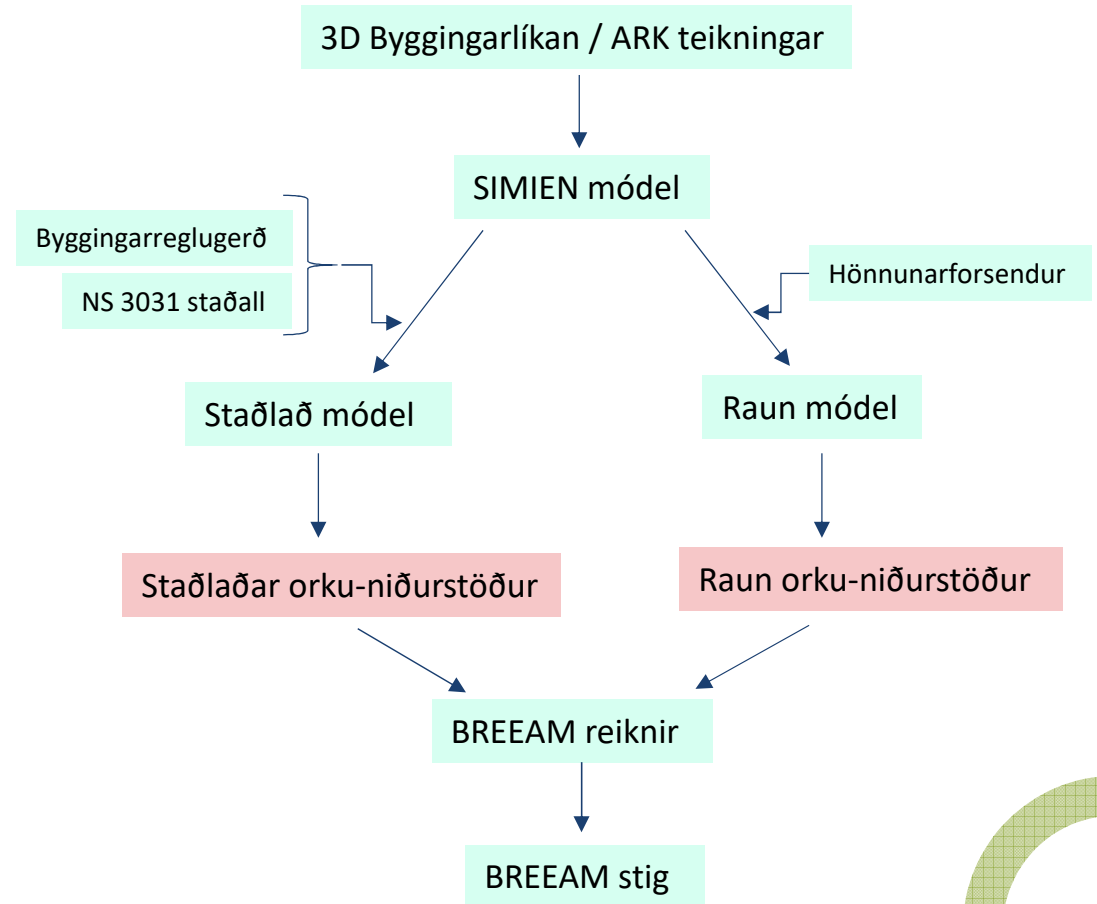 3D Byggingarlíkan / ARK teikningar
SIMIEN módel
Byggingarreglugerð
NS 3031 staðall
Hönnunarforsendur
Staðlað módel
Raun módel
Staðlaðar orku-niðurstöður
Raun orku-niðurstöður
BREEAM reiknir
BREEAM stig